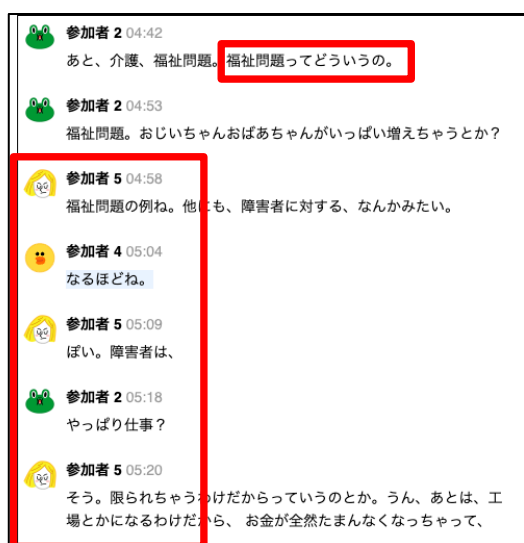 参加者 2 04:42
あと、介護、福祉問題。福祉問題ってどういうの。
参加者 2 04:53
福祉問題。おじいちゃんおばあちゃんがいっぱい増えちゃうとか？
参加者 5 04:58
福祉問題の例ね。他にも、障害者に対する、なんかみたい。
参加者 4 05:04
なるほどね。
参加者 5 05:09
ぽい。障害者は、
参加者 2 05:18
やっぱり仕事？
参加者 5 05:20
そう。限られちゃうわけだからっていうのとか。うん、あとは、工
場とかになるわけだから、 お金が全然たまんなくなっちゃって、